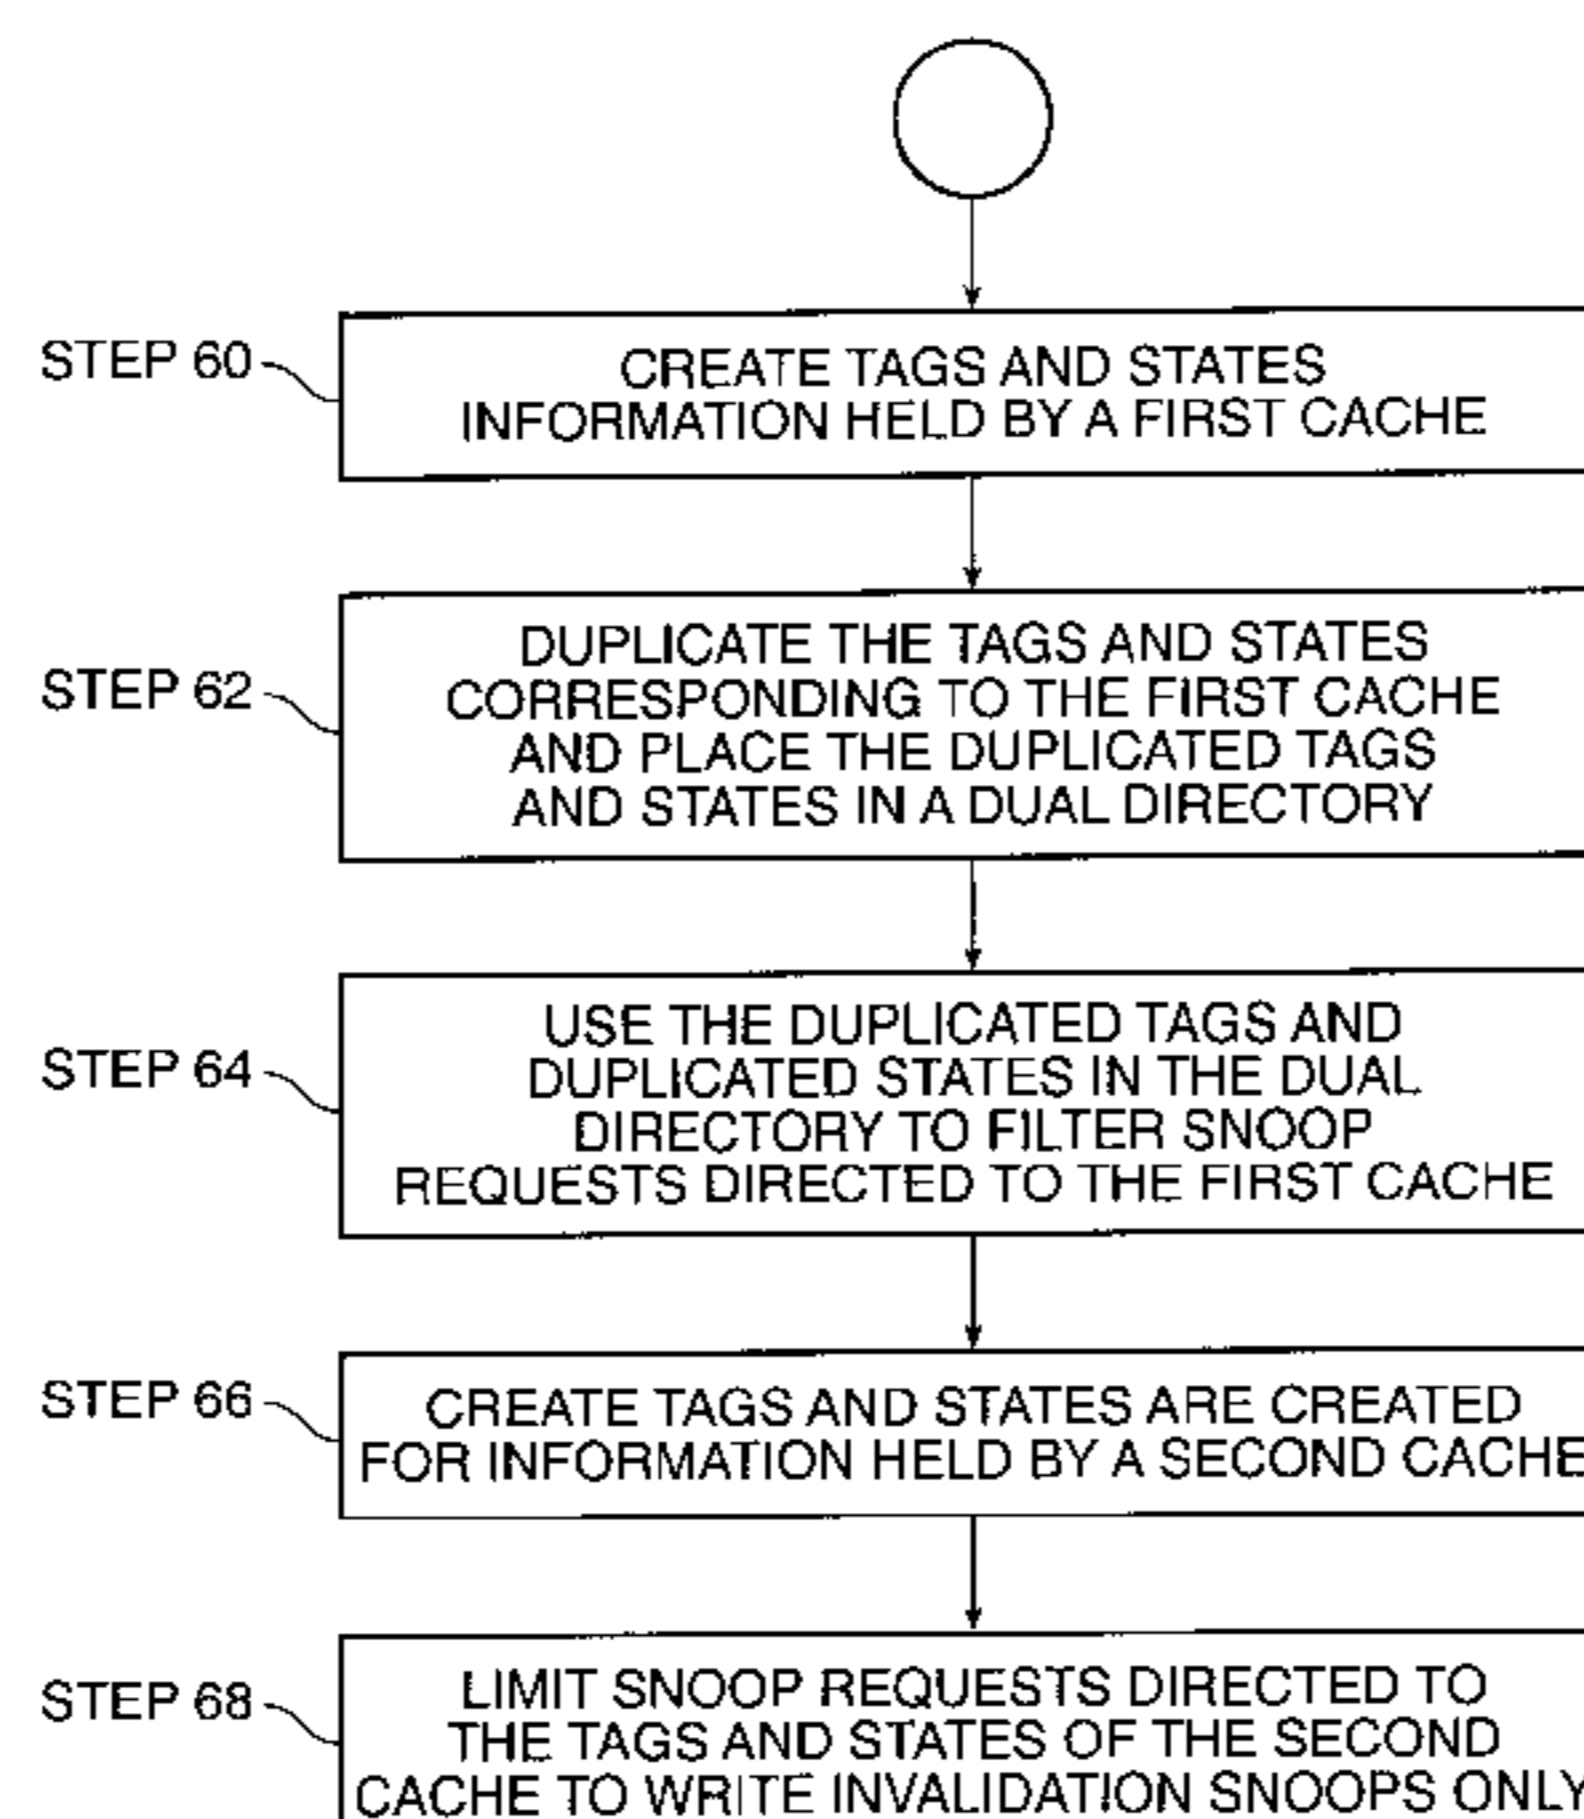 STEP 60
CREATE TAGS AND STATES
INFORMATION HELD BY A FIRST CACHE
STEP 62
DUPLICATE THE TAGS AND STATES
CORRESPONDING TO THE FIRST CACHE
AND PLACE THE DUPLICATED TAGS
AND STATES IN A DUAL DIRECTORY
STEP 64
USE THE DUPLICATED TAGS AND
DUPLICATED STATES IN THE DUAL
DIRECTORY TO FILTER SNOOP
REQUESTS DIRECTED TO THE FIRST CACHE
STEP 66
CREATE TAGS AND STATES ARE CREATED
FOR INFORMATION HELD BY A SECOND CACHE
STEP 68
LIMIT SNOOP REQUESTS DIRECTED TO
THE TAGS AND STATES OF THE SECOND
CACHE TO WRITE INVALIDATION SNOOPS ONLY